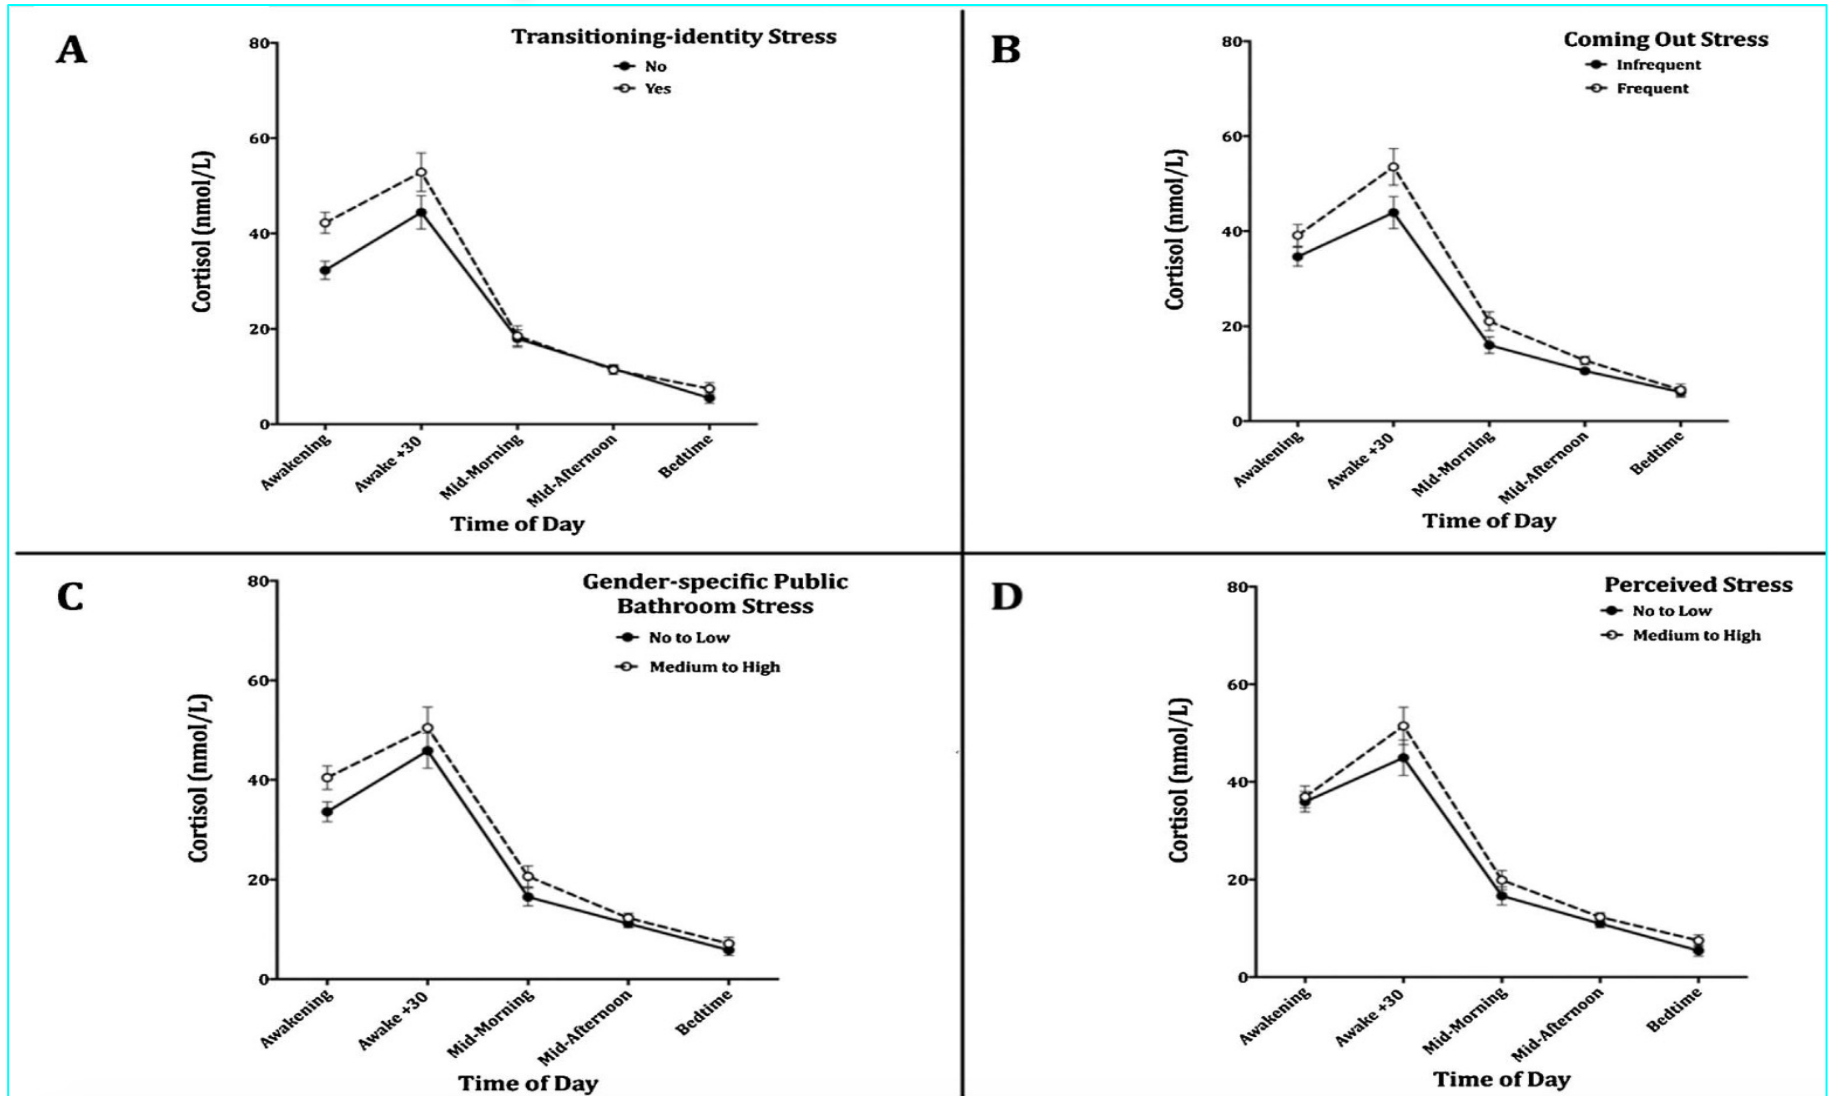 A
Transitioning-identity Stress
No
Yes
80
60
40
20
0
Cortisol (nmol/L)
Awakening
Awake +30
Mid-Morning
Mid-Afternoon
Bedtime
Time of Day
B
Coming Out Stress
Infrequent
Frequent
80
60
40
20
0
Cortisol (nmol/L)
Awakening
Awake +30
Mid-Morning
Mid-Afternoon
Bedtime
Time of Day
C
Gender-specific Public
Bathroom Stress
No to Low
Medium to High
80
60
40
20
0
Cortisol (nmol/L)
Awakening
Awake +30
Mid-Morning
Mid-Afternoon
Bedtime
Time of Day
D
Perceived Stress
No to Low
Medium to High
80
60
40
20
0
Cortisol (nmol/L)
Awakening
Awake +30
Mid-Morning
Mid-Afternoon
Bedtime
Time of Day